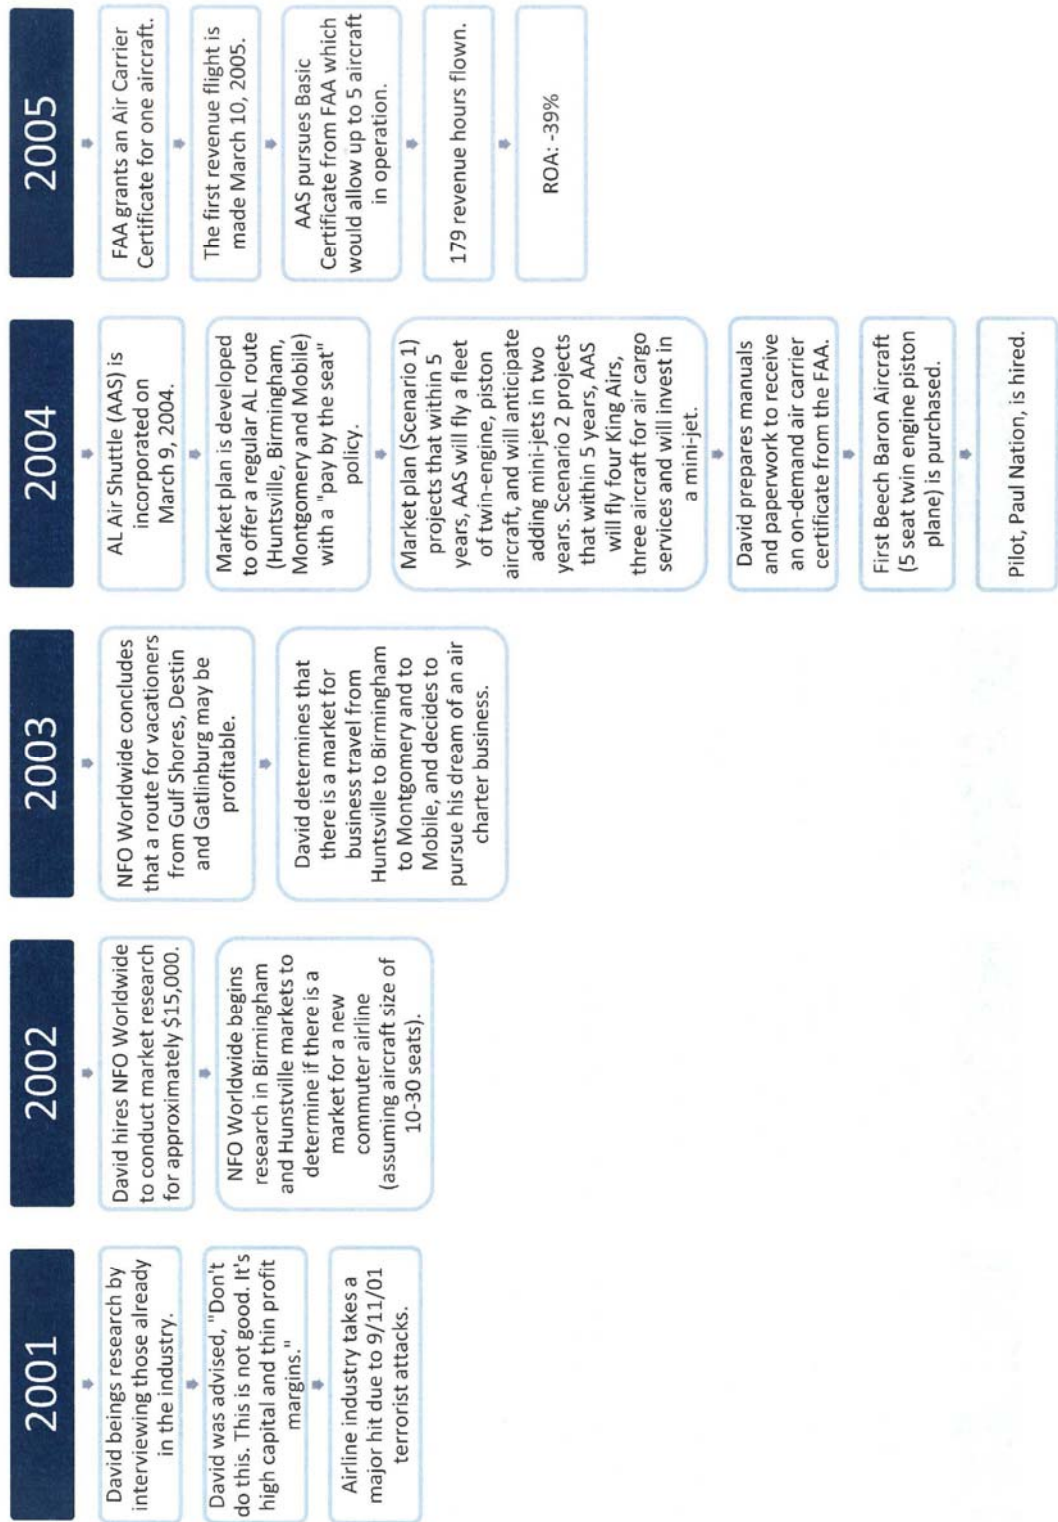 2001
David beings research by
interviewing those already
in the industry.
David was advised, "Don't
do this. This is not good. It's
high capital and thin profit
margins."
Airline industry takes a
major hit due to 9/11/01
terrorist attacks.
2002
David hires NFO Worldwide
to conduct market research
for approximately $15,000.
NFO Worldwide begins
research in Birmingham
and Hunstville markets to
determine if there is a
market for a new
commuter airline
(assuming aircraft size of
10-30 seats).
2003
NFO Worldwide concludes
that a route for vacationers
from Gulf Shores, Destin
and Gatlinburg may be
profitable.
David determines that
there is a market for
business travel from
Huntsville to Birmingham
to Montgomery and to
Mobile, and decides to
pursue his dream of an air
charter business.
2004
AL Air Shuttle (AAS) is
incorporated on
March 9, 2004.
Market plan is developed
to offer a regular AL route
(Huntsville, Birmingham,
Montgomery and Mobile)
with a "pay by the seat"
policy.
Market plan (Scenario 1)
projects that within 5
years, AAS will fly a fleet
of twin-engine, piston
aircraft, and will anticipate
adding mini-jets in two
years. Scenario 2 projects
that within 5 years, AAS
will fly four King Airs,
three aircraft for air cargo
services and will invest in
a mini-jet.
David prepares manuals
and paperwork to receive
an on-demand air carrier
certificate from the FAA.
First Beech Baron Aircraft
(5 seat twin engine piston
plane) is purchased.
Pilot, Paul Nation, is hired.
2005
FAA grants an Air Carrier
Certificate for one aircraft.
The first revenue flight is
made March 10, 2005.
AAS pursues Basic
Certificate from FAA which
would allow up to 5 aircraft
in operation.
179 revenue hours flown.
ROA: -39%